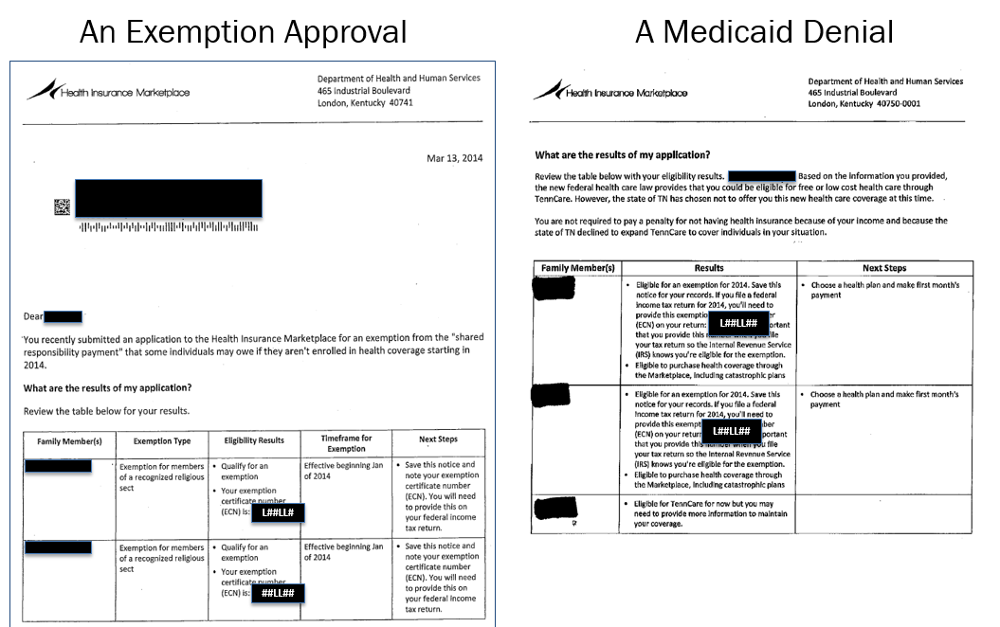 An Exemption Approval
Health Insurance Marketplace
Department of Health and Human Services
465 Industrial Boulevard
London, Kentucky 40741
Mar 13, 2014
Dear
You recently submitted an application to the Health Insurance Marketplace for an exemption from the "shared
responsibility payment" that some individuals may owe if they aren't enrolled in health coverage starting in
2014.
What are the results of my application?
Review the table below for your results.
Family Member(s)
Exemption Type
Eligibility Results
Timeframe for
Exemption
Next Steps
Exemption for members
of a recognized religious
sect
• Qualify for an
exemption
• Your exemption
certificate number
(ECN) is: L##LL#
Effective beginning Jan
of 2014
• Save this notice and
note your exemption
certificate number
(ECN). You will need
to provide this on
your federal income
tax return.
Exemption for members
of a recognized religious
sect
• Qualify for an
exemption
• Your exemption
certificate number
(ECN) is: ##LL##
Effective beginning Jan
of 2014
• Save this notice and
note your exemption
certificate number
(ECN). You will need
to provide this on
your federal income
tax return.
A Medicaid Denial
Health Insurance Marketplace
Department of Health and Human Services
465 Industrial Boulevard
London, Kentucky 40750-0001
What are the results of my application?
Review the table below with your eligibility results. Based on the information you provided,
the new federal health care law provides that you could be eligible for free or low cost health care through
TennCare. However, the state of TN has chosen not to offer you this new health care coverage at this time.
You are not required to pay a penalty for not having health insurance because of your income and because the
state of TN declined to expand TennCare to cover individuals in your situation.
Family Member(s)
Results
Next Steps
• Eligible for an exemption for 2014. Save this
notice for your records. If you file a federal
income tax return for 2014, you'll need to
provide this
(ECN) on your return: L##LL##
that you provide this file
your tax return so the Internal Revenue Service
(IRS) knows you're eligible for the exemption.
• Eligible to purchase health coverage through
the Marketplace, including catastrophic plans
• Choose a health plan and make first month's
payment
• Eligible for an exemption for 2014. Save this
notice for your records. If you file a federal
income tax return for 2014, you'll need to
provide this
(ECN) on your L##LL##
that you provide this file
your tax return so the Internal Revenue Service
(IRS) knows you're eligible for the exemption.
• Eligible to purchase health coverage through
the Marketplace, including catastrophic plans
• Choose a health plan and make first month's
payment
• Eligible for TennCare for now but you may
need to provide more information to maintain
your coverage.